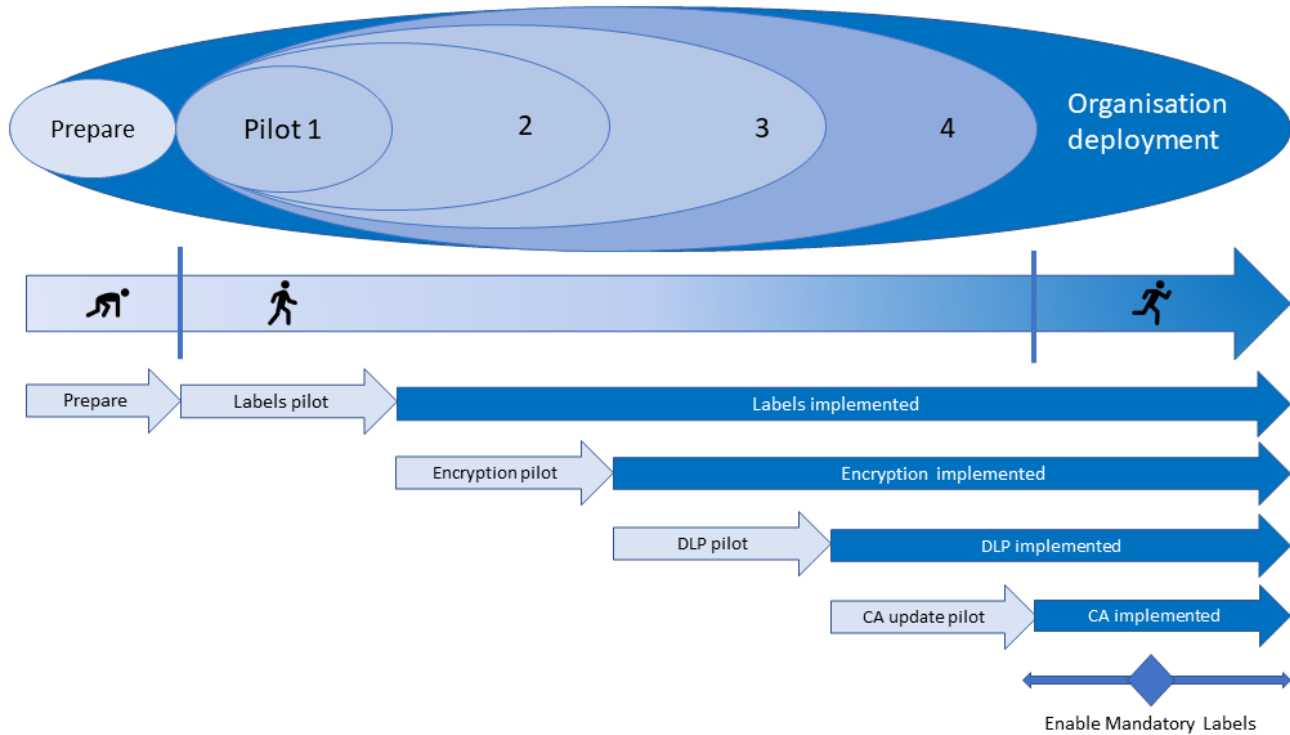 Prepare
Pilot 1
2
3
4
Organisation
deployment
Prepare
Labels pilot
Labels implemented
Encryption pilot
Encryption implemented
DLP pilot
DLP implemented
CA update pilot
CA implemented
Enable Mandatory Labels